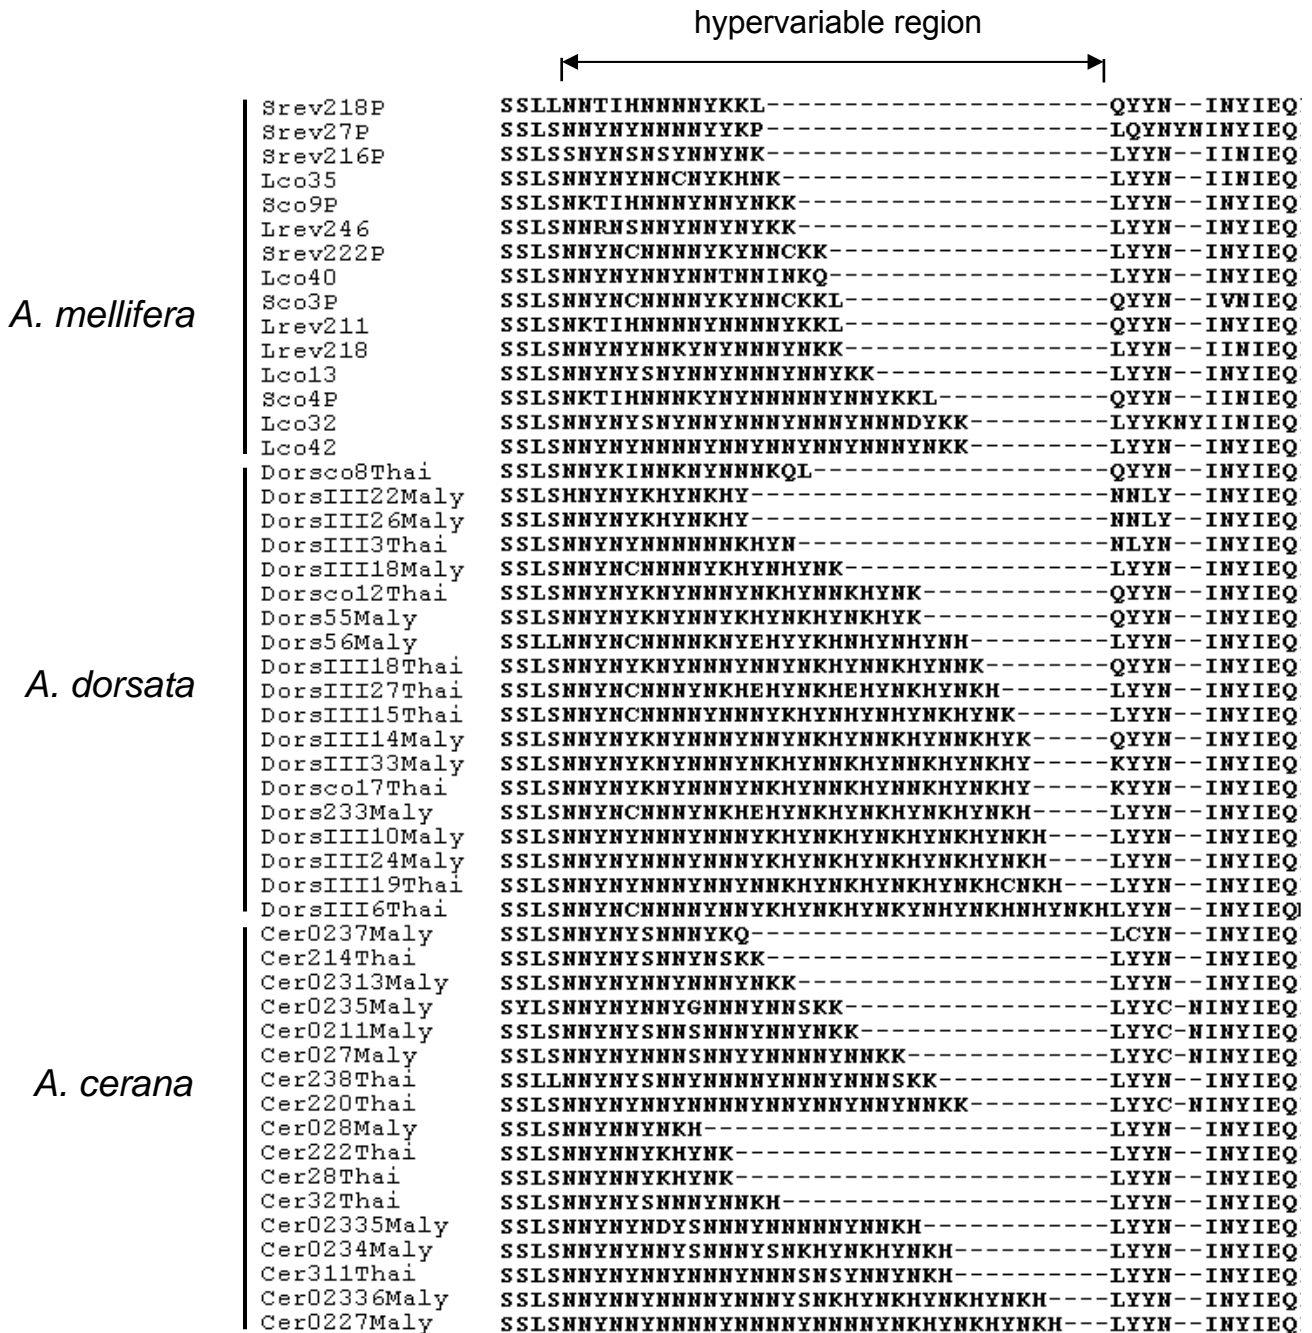 hypervariable region
A. mellifera
Srev218P SSLLNNTIHNNNNYKKL----------------------QYYN--INYIEQ
Srev27P SSLSNNYNYNNNNYYKP----------------------LQYNYNINYIEQ
Srev216P SSLSSNYNSNSYNNYNK----------------------LYYN--IINIEQ
Lco35 SSLSNNYNYNNCNYKHNK---------------------LYYN--IINIEQ
Sco9P SSLSNKTIHNNNYNNYNKK--------------------LYYN--INYIEQ
Lrev246 SSLSNNRNSNNYNNYNYKK--------------------LYYN--INYIEQ
Srev222P SSLSNNYNCNNNNYKYNNCKK------------------LYYN--INYIEQ
Lco40 SSLSNNYNYNNYNNTNNINKQ------------------LYYN--INYIEQ
Sco3P SSLSNNYNCNNNNYKYNNCKKL-----------------QYYN--IVNIEQ
Lrev211 SSLSNKTIHNNNNYNNNNYKKL-----------------QYYN--INYIEQ
Lrev218 SSLSNNYNYNNKYNYNNNYNKK-----------------LYYN--IINIEQ
Lco13 SSLSNNYNYSNYNNYNNNYNNYKK---------------LYYN--INYIEQ
Sco4P SSLSNKTIHNNNKYNYNNNNNYNNYKKL-----------QYYN--IINIEQ
Lco32 SSLSNNYNYSNYNNYNNNYNNNYNNNDYKK---------LYYKNYIINIEQ
Lco42 SSLSNNYNYNNNNYNNYNNYNNYNNNYNKK---------LYYN--INYIEQ
A. dorsata
Dorsco8Thai SSLSNNYKINNKNYNNNKQL-------------------QYYN--INYIEQ
DorsIII22Maly SSLSHNYNYKHYNKHY-----------------------NNLY--INYIEQ
DorsIII26Maly SSLSNNYNYKHYNKHY-----------------------NNLY--INYIEQ
DorsIII3Thai SSLSNNYNYNNNNNNKHYN--------------------NLYN--INYIEQ
DorsIII18Maly SSLSNNYNCNNNNYKHYNHYNK-----------------LYYN--INYIEQ
Dorsco12Thai SSLSNNYNYKNYNNNYNKHYNNKHYNK------------QYYN--INYIEQ
Dors55Maly SSLSNNYNYKNYNNYKHYNKHYNKHYK------------QYYN--INYIEQ
Dors56Maly SSLLNNYNCNNNNKNYEHYYKHNHYNHYNH---------LYYN--INYIEQ
DorsIII18Thai SSLSNNYNYKNYNNNYNNYNKHYNNKHYNNK--------QYYN--INYIEQ
DorsIII27Thai SSLSNNYNCNNNYNKHEHYNKHEHYNKHYNKH-------LYYN--INYIEQ
DorsIII15Thai SSLSNNYNCNNNNYNNNYKHYNHYNHYNKHYNK------LYYN--INYIEQ
DorsIII14Maly SSLSNNYNYKNYNNNYNNYNKHYNNKHYNNKHYK-----QYYN--INYIEQ
DorsIII33Maly SSLSNNYNYKNYNNNYNKHYNNKHYNNKHYNKHY-----KYYN--INYIEQ
Dorsco17Thai SSLSNNYNYKNYNNNYNKHYNNKHYNNKHYNKHY-----KYYN--INYIEQ
Dors233Maly SSLSNNYNCNNNYNKHEHYNKHYNKHYNKHYNKH-----LYYN--INYIEQ
DorsIII10Maly SSLSNNYNYNNNYNNNYKHYNKHYNKHYNKHYNKH----LYYN--INYIEQ
DorsIII24Maly SSLSNNYNYNNNYNNNYKHYNKHYNKHYNKHYNKH----LYYN--INYIEQ
DorsIII19Thai SSLSNNYNYNNNYNNYNNKHYNKHYNKHYNKHCNKH---LYYN--INYIEQ
DorsIII6Thai SSLSNNYNCNNNNYNNYKHYNKHYNKYNHYNKHNHYNKHLYYN--INYIEQ
A. cerana
Cer0237Maly SSLSNNYNYSNNNYKQ-----------------------LCYN--INYIEQ
Cer214Thai SSLSNNYNYSNNYNSKK----------------------LYYN--INYIEQ
Cer02313Maly SSLSNNYNYNNYNNNYNKK--------------------LYYN--INYIEQ
Cer0235Maly SYLSNNYNYNNYGNNNYNNSKK-----------------LYYC-NINYIEQ
Cer0211Maly SSLSNNYNYSNNSNNNYNNYNKK----------------LYYC-NINYIEQ
Cer027Maly SSLSNNYNYNNNSNNYYNNNNYNNKK-------------LYYC-NINYIEQ
Cer238Thai SSLLNNYNYSNNYNNNNYNNNYNNNSKK-----------LYYN--INYIEQ
Cer220Thai SSLSNNYNYNNYNNNNYNNYNNYNNYNNKK---------LYYC-NINYIEQ
Cer028Maly SSLSNNYNNYNKH--------------------------LYYN--INYIEQ
Cer222Thai SSLSNNYNNYKHYNK------------------------LYYN--INYIEQ
Cer28Thai SSLSNNYNNYKHYNK------------------------LYYN--INYIEQ
Cer32Thai SSLSNNYNYSNNNYNNKH---------------------LYYN--INYIEQ
Cer02335Maly SSLSNNYNYNDYSNNNYNNNNNYNNKH------------LYYN--INYIEQ
Cer0234Maly SSLSNNYNYNNYSNNNYSNKHYNKHYNKH----------LYYN--INYIEQ
Cer311Thai SSLSNNYNYNNYNNNYNNNSNSYNNYNKH----------LYYN--INYIEQ
Cer02336Maly SSLSNNYNNYNNNNYNNNYSNKHYNKHYNKHYNKH----LYYN--INYIEQ
Cer0227Maly SSLSNNYNNYNNNNYNNNNYNNNNYNKHYNKHYNKH---LYYN--INYIEQ